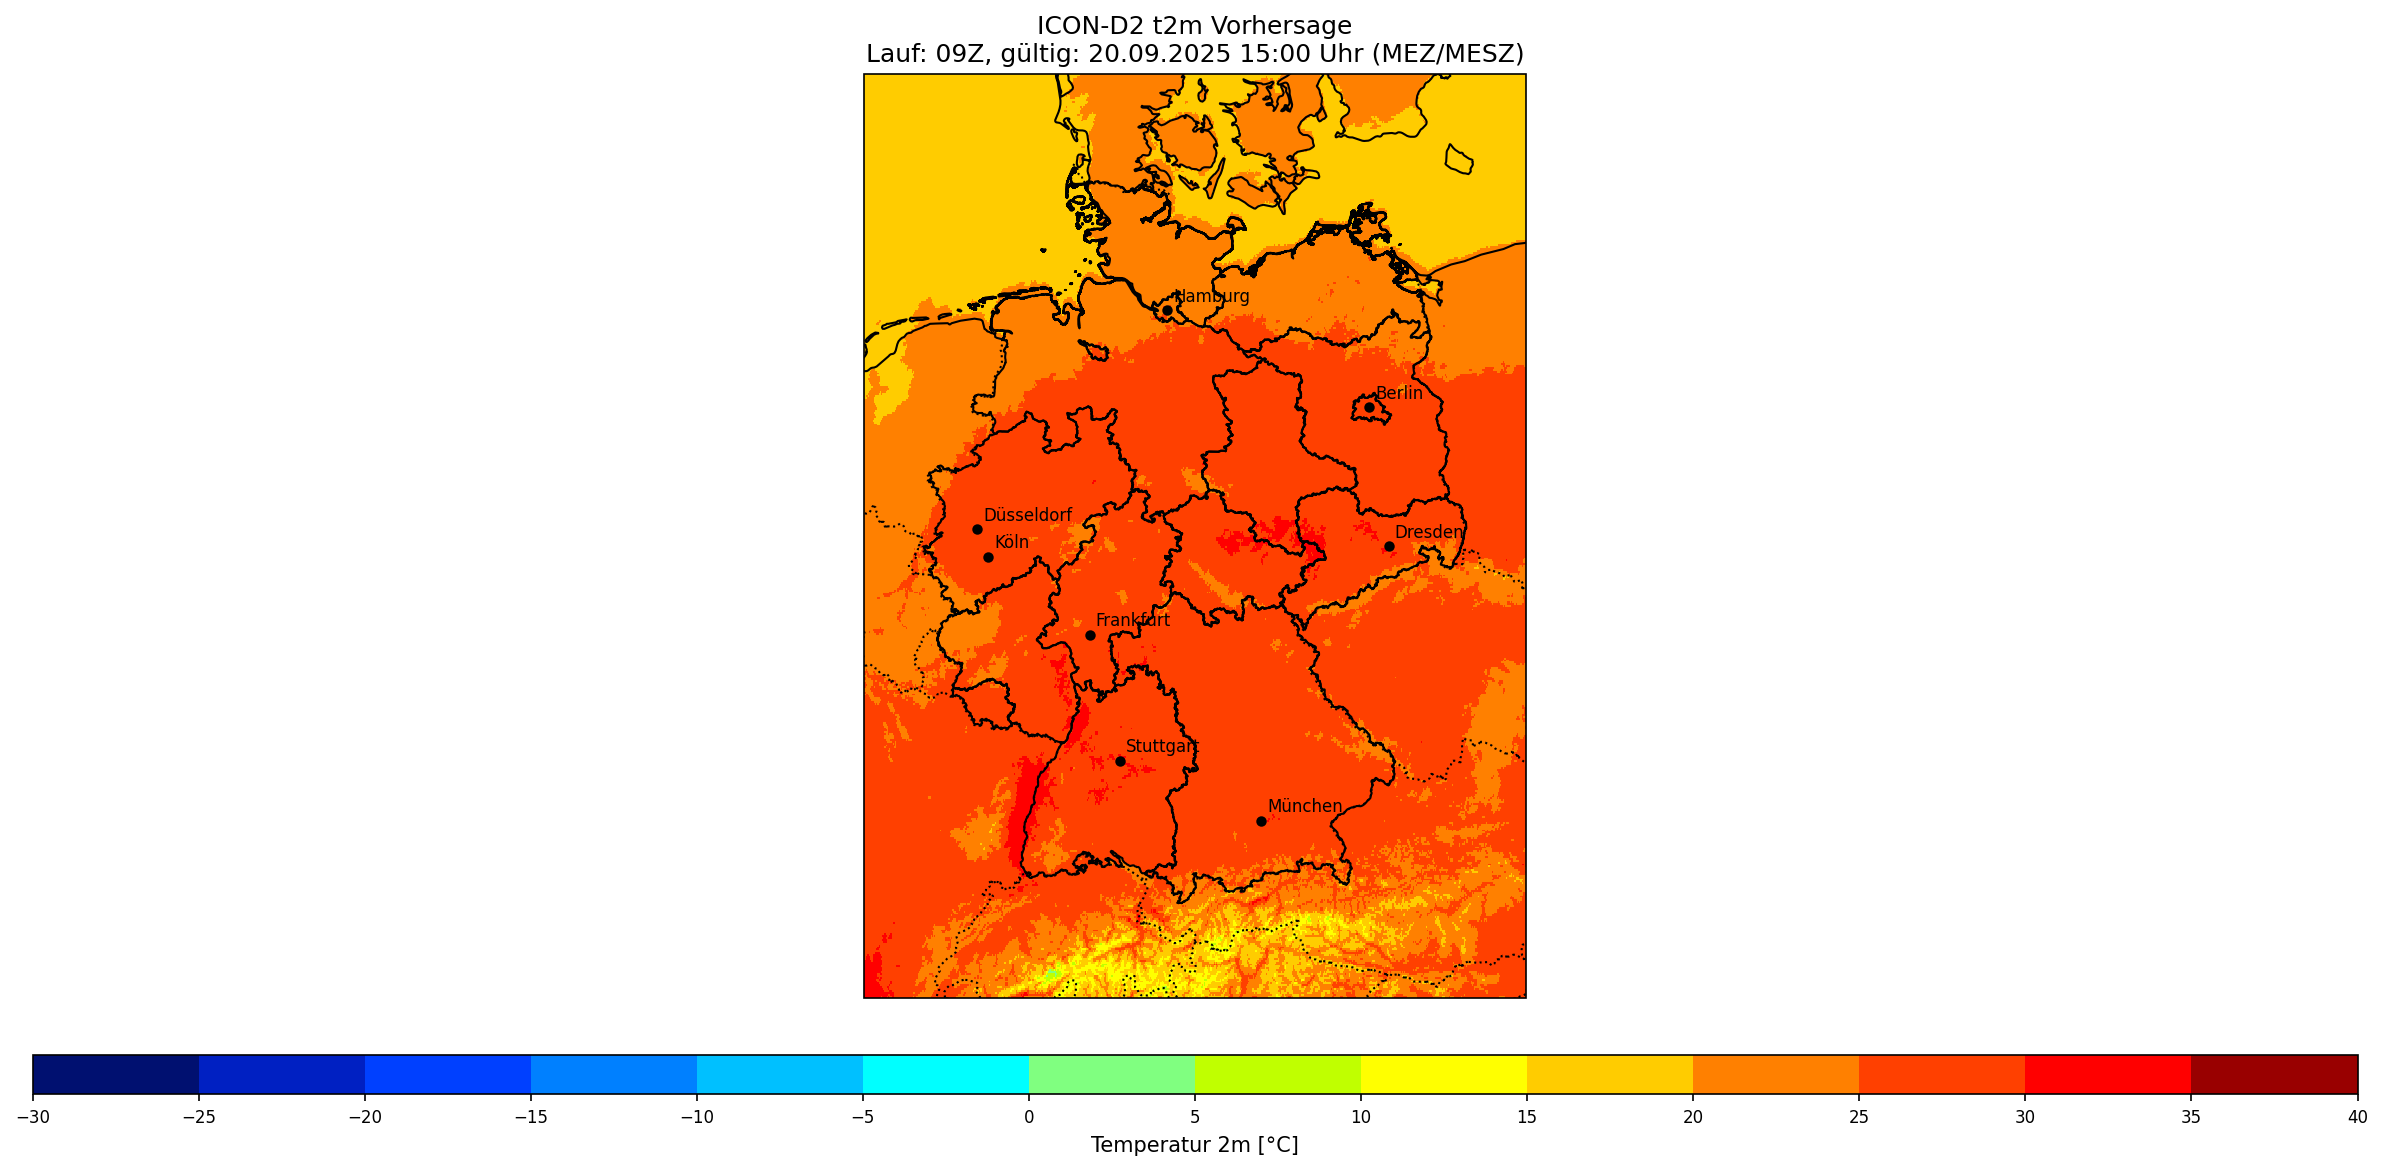 ICON-D2 t2m Vorhersage
Lauf: 09Z, gültig: 20.09.2025 15:00 Uhr (MEZ/MESZ)
Hamburg
Berlin
Düsseldorf
Dresden
Köln
Frankfurt
Stuttgart
München
−30 −25 −20 −15 −10 −5 0 5 10 15 20 25 30 35 40
Temperatur 2m [°C]